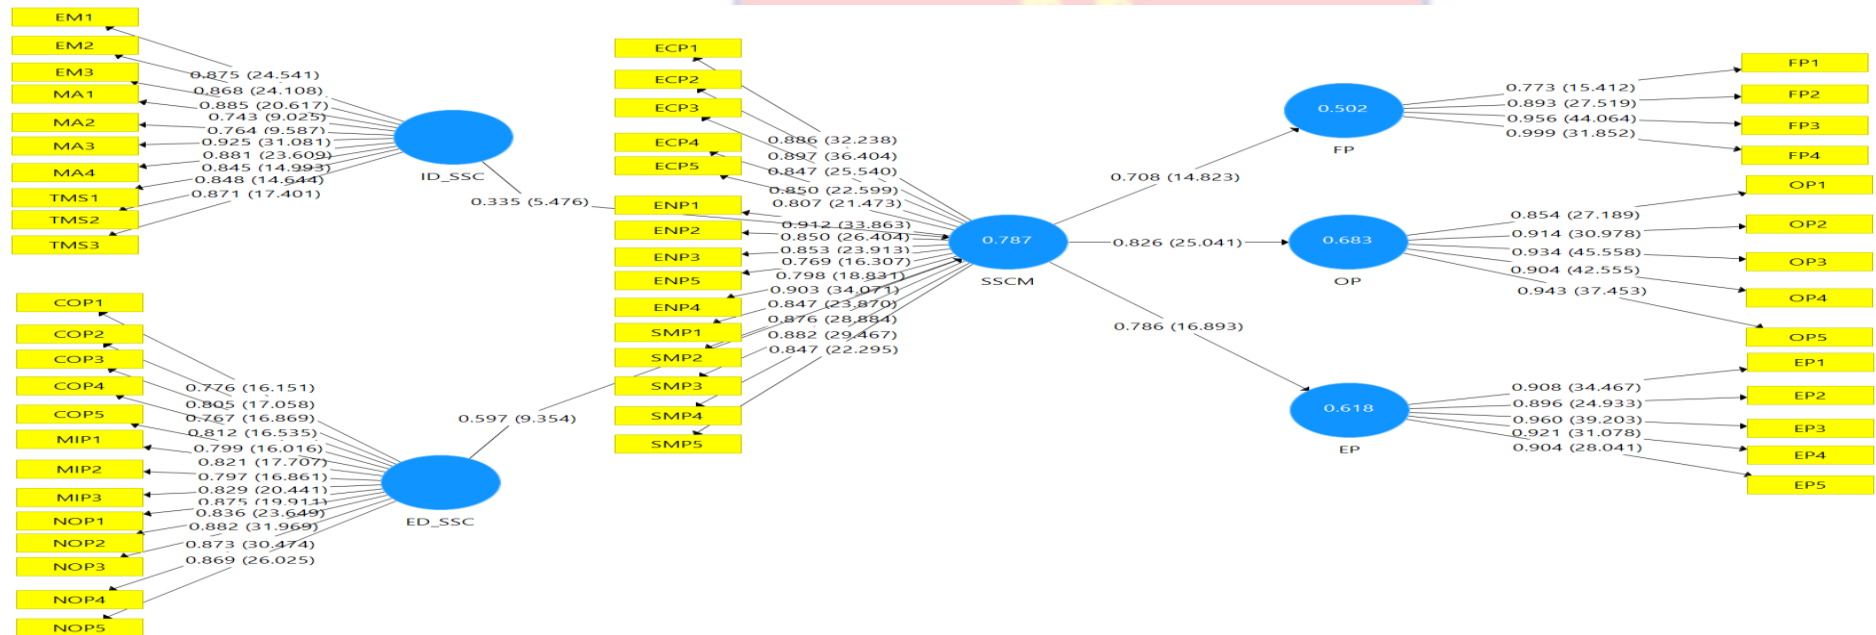 EM1
EM2
EM3
MA1
MA2
MA3
MA4
TMS1
TMS2
TMS3
0.875 (24.541)
0.868 (24.108)
0.885 (20.617)
0.743 (9.025)
0.764 (9.587)
0.925 (31.081)
0.881 (23.609)
0.845 (14.993)
0.848 (14.644)
0.871 (17.401)
ID_SSC
0.335 (5.476)
COP1
COP2
COP3
COP4
COP5
MIP1
MIP2
MIP3
NOP1
NOP2
NOP3
NOP4
NOP5
0.776 (16.151)
0.805 (17.058)
0.767 (16.869)
0.812 (16.535)
0.799 (16.016)
0.821 (17.707)
0.797 (16.861)
0.829 (20.441)
0.875 (19.911)
0.836 (23.649)
0.882 (31.969)
0.873 (30.474)
0.869 (26.025)
ED_SSC
0.597 (9.354)
ECP1
ECP2
ECP3
ECP4
ECP5
ENP1
ENP2
ENP3
ENP5
ENP4
SMP1
SMP2
SMP3
SMP4
SMP5
0.886 (32.238)
0.897 (36.404)
0.847 (25.540)
0.850 (22.599)
0.807 (21.473)
0.912 (33.863)
0.850 (26.404)
0.853 (23.913)
0.769 (16.307)
0.798 (18.831)
0.903 (34.071)
0.847 (23.870)
0.876 (28.884)
0.882 (29.467)
0.847 (22.295)
0.787
SSCM
0.708 (14.823)
0.826 (25.041)
0.786 (16.893)
0.502
FP
0.683
OP
0.618
EP
0.773 (15.412)
0.893 (27.519)
0.956 (44.064)
0.999 (31.852)
FP1
FP2
FP3
FP4
0.854 (27.189)
0.914 (30.978)
0.934 (45.558)
0.904 (42.555)
0.943 (37.453)
OP1
OP2
OP3
OP4
OP5
0.908 (34.467)
0.896 (24.933)
0.960 (39.203)
0.921 (31.078)
0.904 (28.041)
EP1
EP2
EP3
EP4
EP5